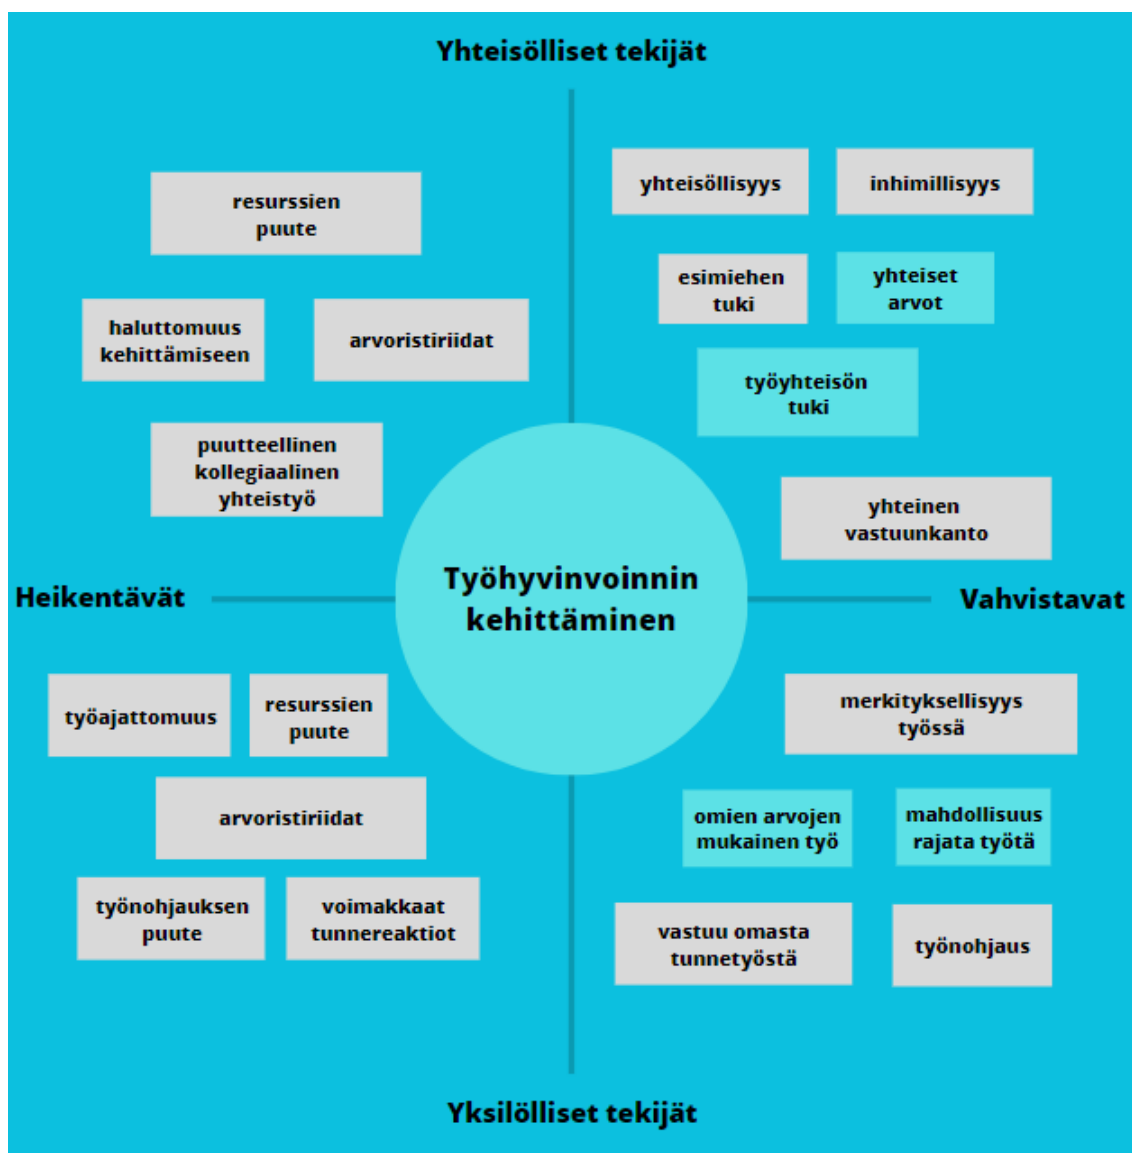 Yhteisölliset tekijät
resurssien
puute
haluttomuus
kehittämiseen
arvoristiriidat
puutteellinen
kollegiaalinen
yhteistyö
yhteisöllisyys
inhimillisyys
esimiehen
tuki
yhteiset
arvot
työyhteisön
tuki
yhteinen
vastuunkanto
Heikentävät
Työhyvinvoinnin
kehittäminen
Vahvistavat
työajattomuus
resurssien
puute
arvoristiriidat
työnohjauksen
puute
voimakkaat
tunnereaktiot
merkityksellisyys
työssä
omien arvojen
mukainen työ
mahdollisuus
rajata työtä
vastuu omasta
tunnetyöstä
työnohjaus
Yksilölliset tekijät